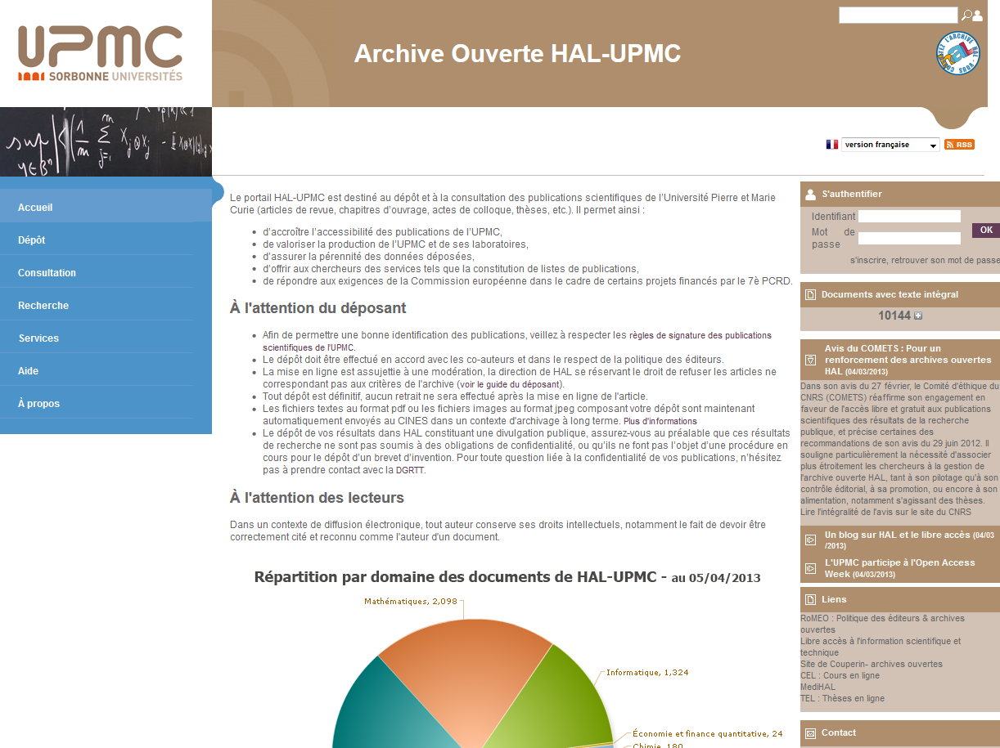 UPMC
SORBONNE UNIVERSITÉS
Archive Ouverte HAL-UPMC
version française
RSS
Accueil
Dépôt
Consultation
Recherche
Services
Aide
À propos
Le portail HAL-UPMC est destiné au dépôt et à la consultation des publications scientifiques de l’Université Pierre et Marie
Curie (articles de revue, chapitres d’ouvrage, actes de colloque, thèses, etc.). Il permet ainsi :
d’accroître l’accessibilité des publications de l’UPMC,
de valoriser la production de l’UPMC et de ses laboratoires,
d’assurer la pérennité des données déposées,
d’offrir aux chercheurs des services tels que la constitution de listes de publications,
de répondre aux exigences de la Commission européenne dans le cadre de certains projets financés par le 7è PCRD.
À l'attention du déposant
Afin de permettre une bonne identification des publications, veillez à respecter les règles de signature des publications
scientifiques de l'UPMC.
Le dépôt doit être effectué en accord avec les co-auteurs et dans le respect de la politique des éditeurs.
La mise en ligne est assujettie à une modération, la direction de HAL se réservant le droit de refuser les articles ne
correspondant pas aux critères de l'archive (voir le guide du déposant).
Tout dépôt est définitif, aucun retrait ne sera effectué après la mise en ligne de l'article.
Les fichiers textes au format pdf ou les fichiers images au format jpeg composant votre dépôt sont maintenant
automatiquement envoyés au CINES dans un contexte d'archivage à long terme. Plus d'informations
Le dépôt de vos résultats dans HAL constituant une divulgation publique, assurez-vous au préalable que ces résultats
de recherche ne sont pas soumis à des obligations de confidentialité, ou qu’ils ne font pas l’objet d’une procédure en
cours pour le dépôt d’un brevet d’invention. Pour toute question liée à la confidentialité de vos publications, n’hésitez
pas à prendre contact avec la DGRTT.
À l'attention des lecteurs
Dans un contexte de diffusion électronique, tout auteur conserve ses droits intellectuels, notamment le fait de devoir être
correctement cité et reconnu comme l'auteur d'un document.
Répartition par domaine des documents de HAL-UPMC - au 05/04/2013
Mathématiques, 2,098
Informatique, 1,324
Économie et finance quantitative, 24
Chimie, 180
S'authentifier
Identifiant
Mot de
passe
OK
s'inscrire, retrouver son mot de passe
Documents avec texte intégral
10144
Avis du COMETS : Pour un
renforcement des archives ouvertes
HAL (04/03/2013)
Dans son avis du 27 février, le Comité d'éthique du
CNRS (COMETS) réaffirme son engagement en
faveur de l'accès libre et gratuit aux publications
scientifiques des résultats de la recherche
publique, et précise certaines des
recommandations de son avis du 29 juin 2012. Il
souligne particulièrement la nécessité d'associer
plus étroitement les chercheurs à la gestion de
l'archive ouverte HAL, tant à son pilotage qu'à son
contrôle éditorial, à sa promotion, ou encore à son
alimentation, notamment s'agissant des thèses.
Lire l'intégralité de l'avis sur le site du CNRS
Un blog sur HAL et le libre accès (04/03
/2013)
L'UPMC participe à l'Open Access
Week (04/03/2013)
Liens
RoMEO : Politique des éditeurs & archives
ouvertes
Libre accès à l'information scientifique et
technique
Site de Couperin- archives ouvertes
CEL : Cours en ligne
MediHAL
TEL : Thèses en ligne
Contact